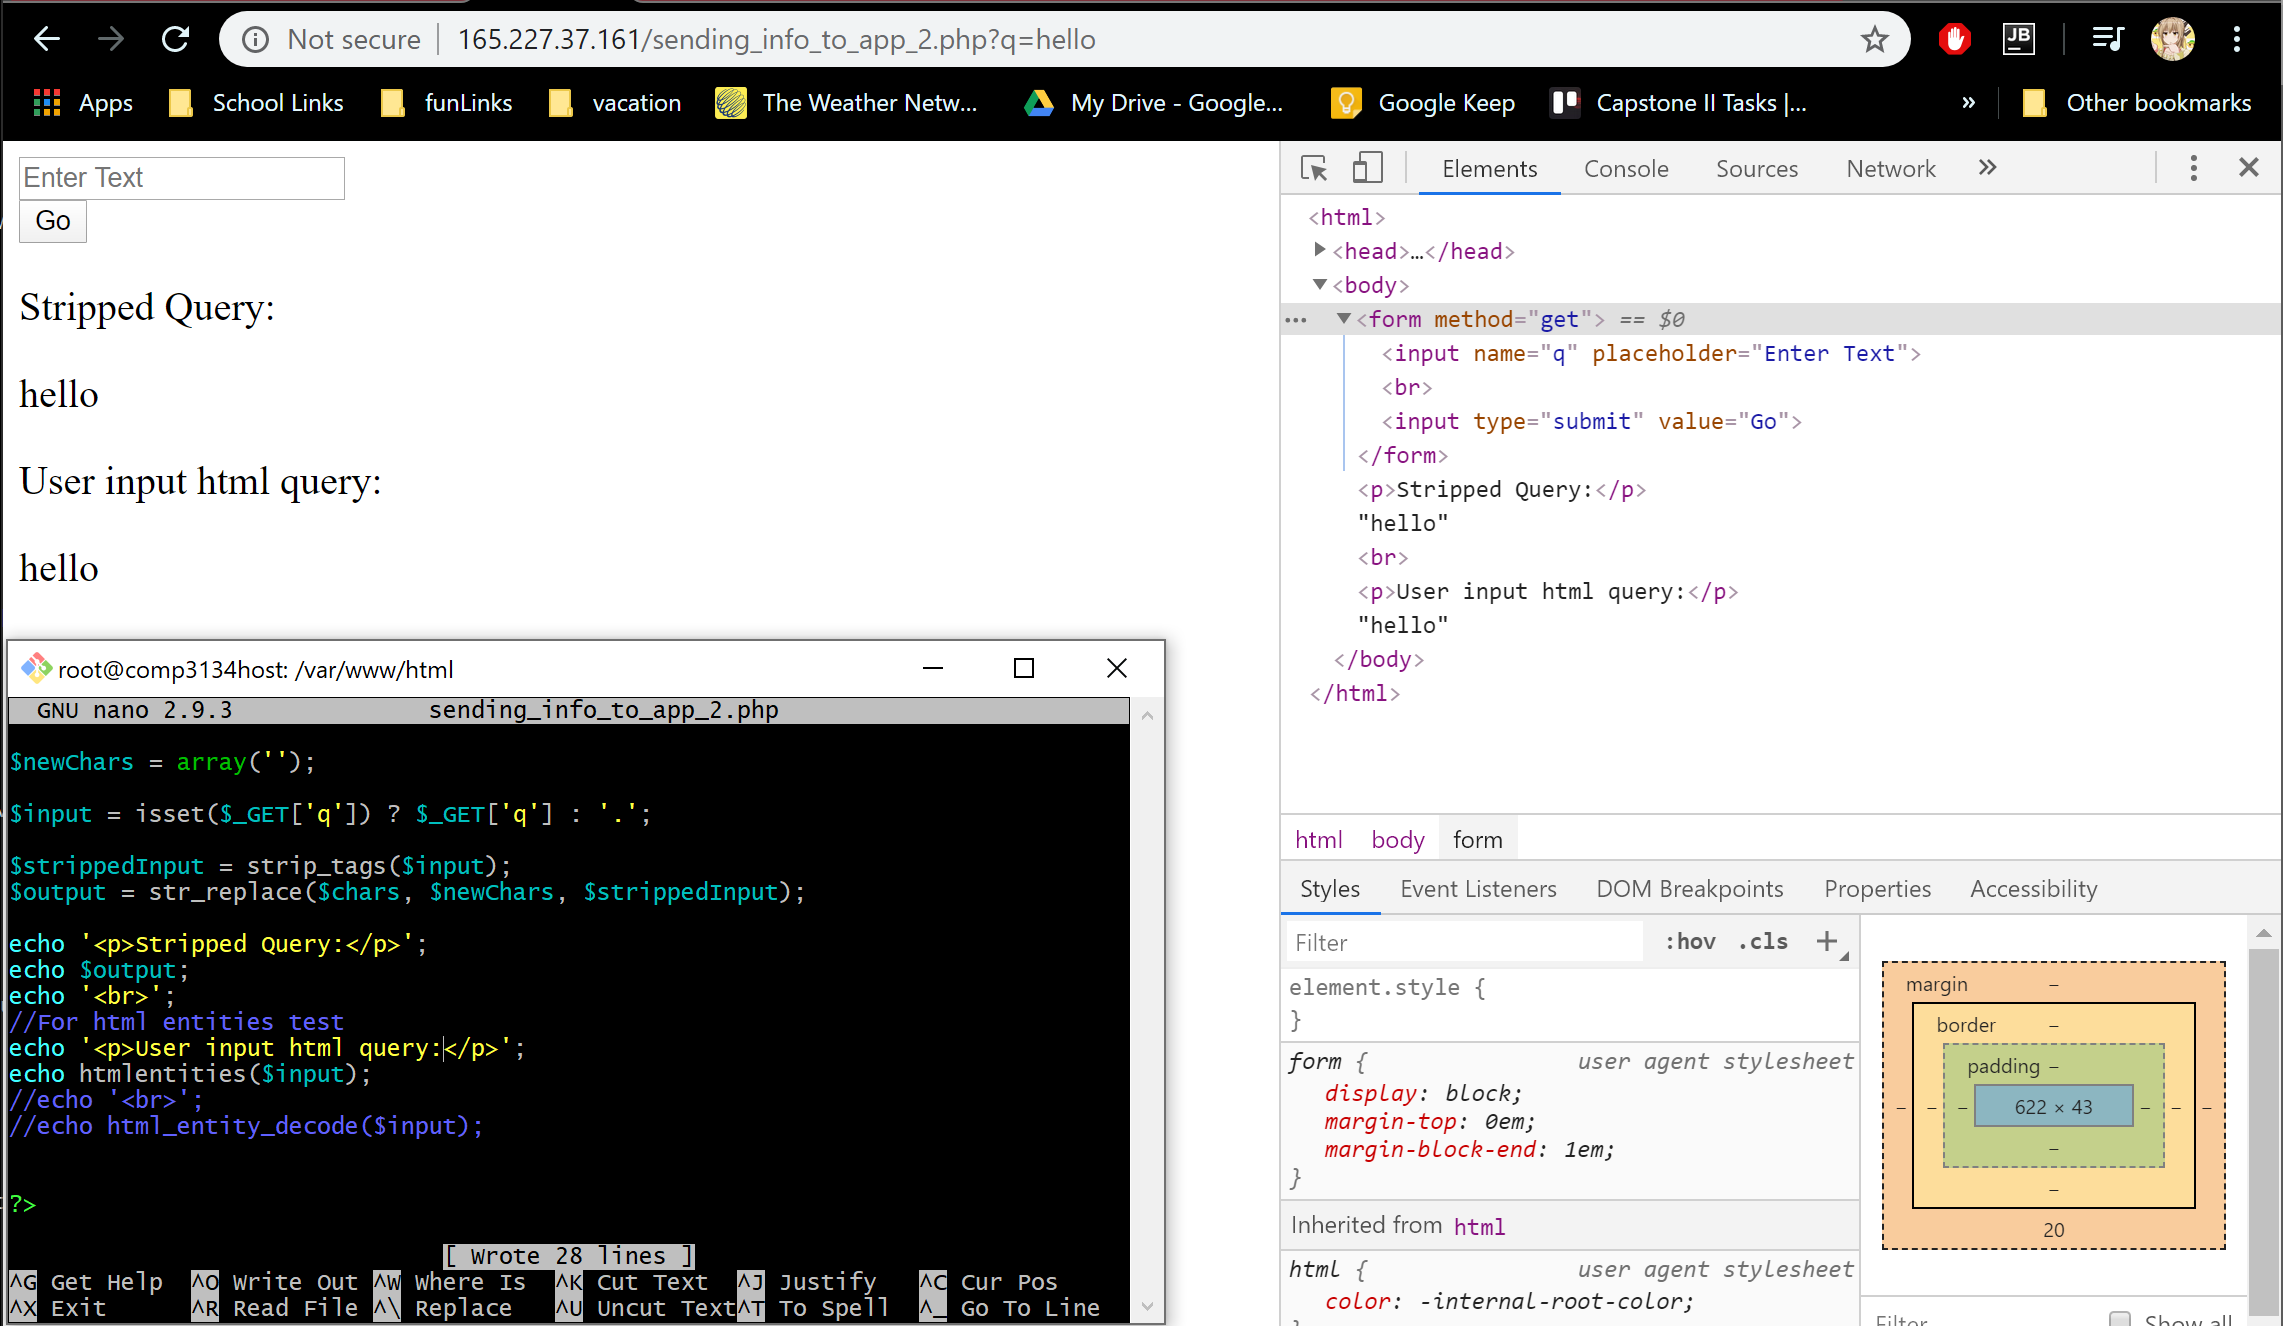 Not secure | 165.227.37.161/sending_info_to_app_2.php?q=hello
JB
Apps School Links funLinks vacation The Weather Netw... My Drive - Google... Google Keep Capstone II Tasks |... » Other bookmarks
Enter Text
Go
Stripped Query:
hello
User input html query:
hello
root@comp3134host: /var/www/html
GNU nano 2.9.3 sending_info_to_app_2.php
$newChars = array('');
$input = isset($_GET['q']) ? $_GET['q'] : '.';
$strippedInput = strip_tags($input);
$output = str_replace($chars, $newChars, $strippedInput);
echo '<p>Stripped Query:</p>';
echo $output;
echo '<br>';
//For html entities test
echo '<p>User input html query:</p>';
echo htmlentities($input);
//echo '<br>';
//echo html_entity_decode($input);
?>
[ Wrote 28 lines ]
^G Get Help ^O Write Out ^W Where Is ^K Cut Text ^J Justify ^C Cur Pos
^X Exit ^R Read File ^\ Replace ^U Uncut Text ^T To Spell ^_ Go To Line
Elements Console Sources Network »
<html>
<head>…</head>
<body>
<form method="get"> == $0
<input name="q" placeholder="Enter Text">
<br>
<input type="submit" value="Go">
</form>
<p>Stripped Query:</p>
"hello"
<br>
<p>User input html query:</p>
"hello"
</body>
</html>
html body form
Styles Event Listeners DOM Breakpoints Properties Accessibility
Filter :hov .cls +
element.style {
}
form { user agent stylesheet
display: block;
margin-top: 0em;
margin-block-end: 1em;
}
Inherited from html
html { user agent stylesheet
color: -internal-root-color;
margin –
border –
padding –
– – – 622 × 43 – – –
–
–
20
Filter Show all